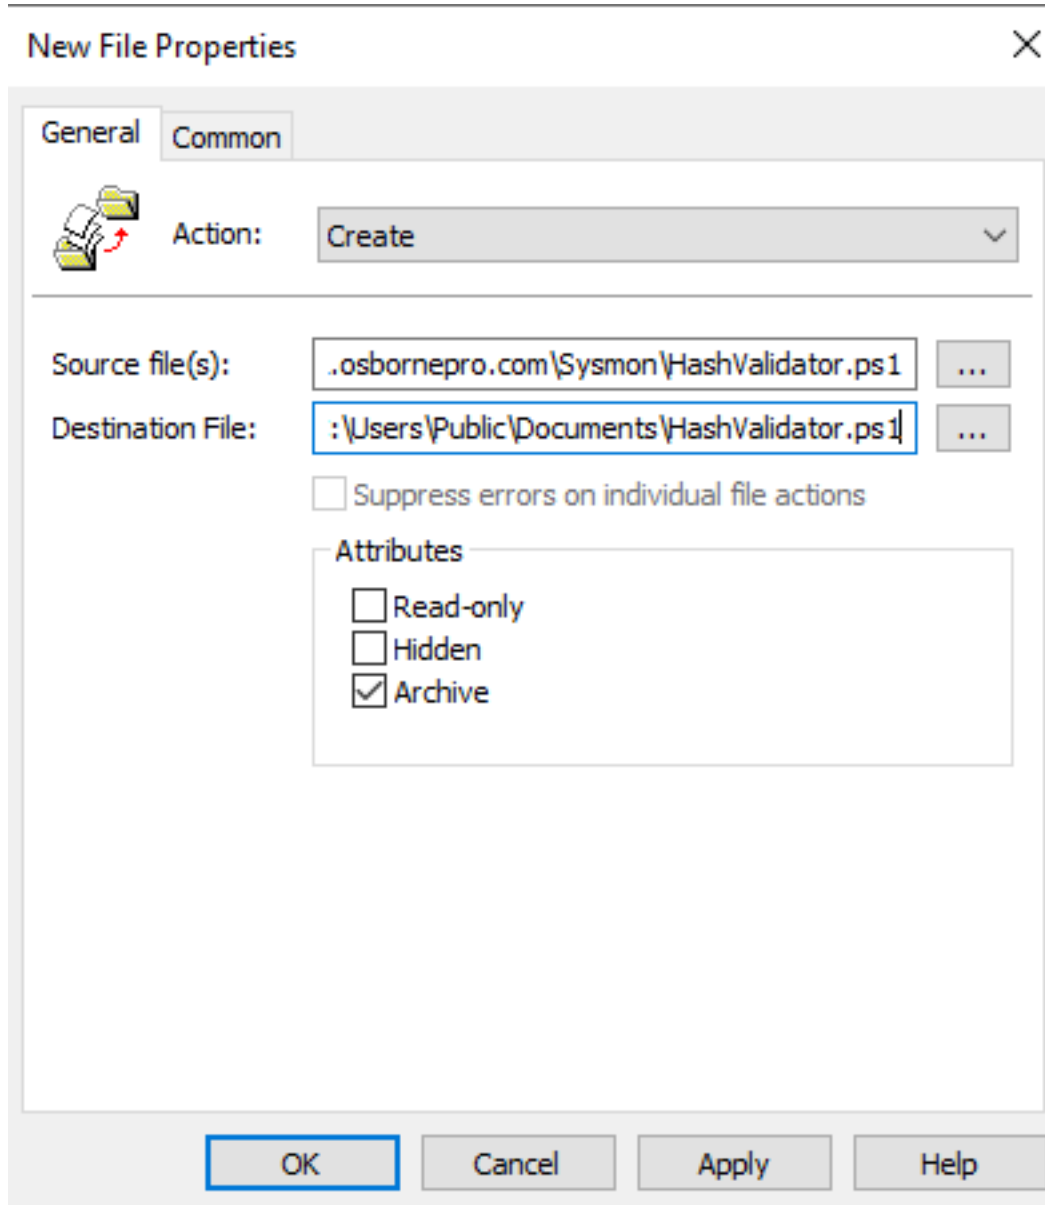 New File Properties
General
Common
Action:
Create
Source file(s):
.osbornepro.com\Sysmon\HashValidator.ps1
...
Destination File:
:\Users\Public\Documents\HashValidator.ps1
...
Suppress errors on individual file actions
Attributes
Read-only
Hidden
Archive
OK
Cancel
Apply
Help